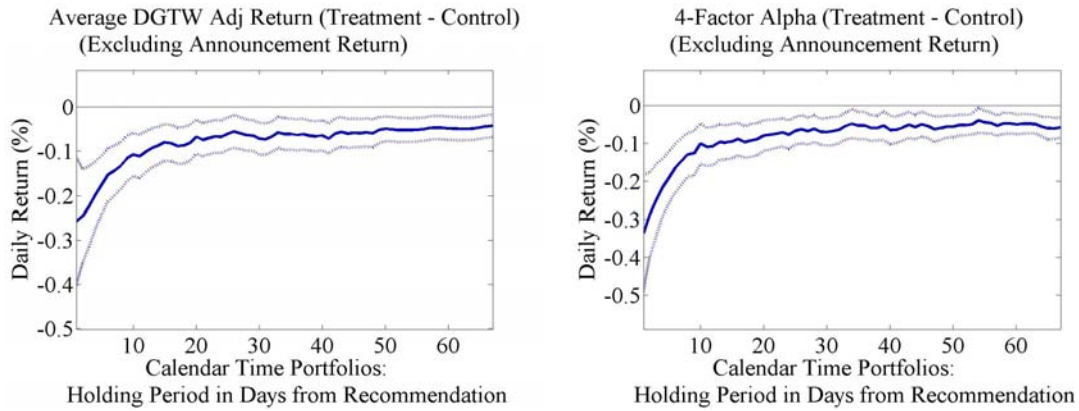 Average DGTW Adj Return (Treatment - Control)
(Excluding Announcement Return)
0
-0.1
-0.2
-0.3
-0.4
-0.5
Daily Return (%)
10 20 30 40 50 60
Calendar Time Portfolios:
Holding Period in Days from Recommendation
4-Factor Alpha (Treatment - Control)
(Excluding Announcement Return)
0
-0.1
-0.2
-0.3
-0.4
-0.5
Daily Return (%)
10 20 30 40 50 60
Calendar Time Portfolios:
Holding Period in Days from Recommendation